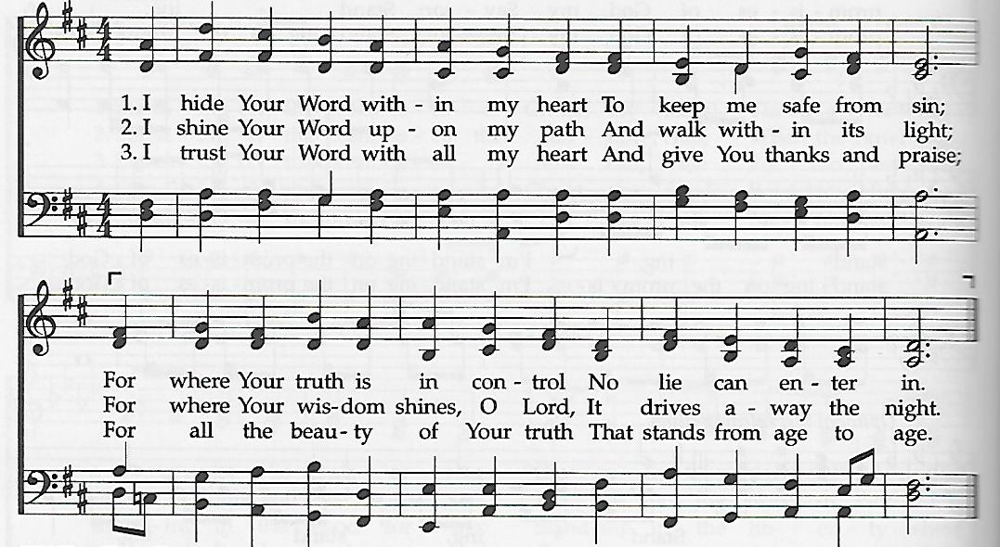 4 4
1. I hide Your Word with - in my heart To keep me safe from sin;
2. I shine Your Word up - on my path And walk with - in its light;
3. I trust Your Word with all my heart And give You thanks and praise;
4 4
For where Your truth is in con - trol No lie can en - ter in.
For where Your wis - dom shines, O Lord, It drives a - way the night.
For all the beau - ty of Your truth That stands from age to age.